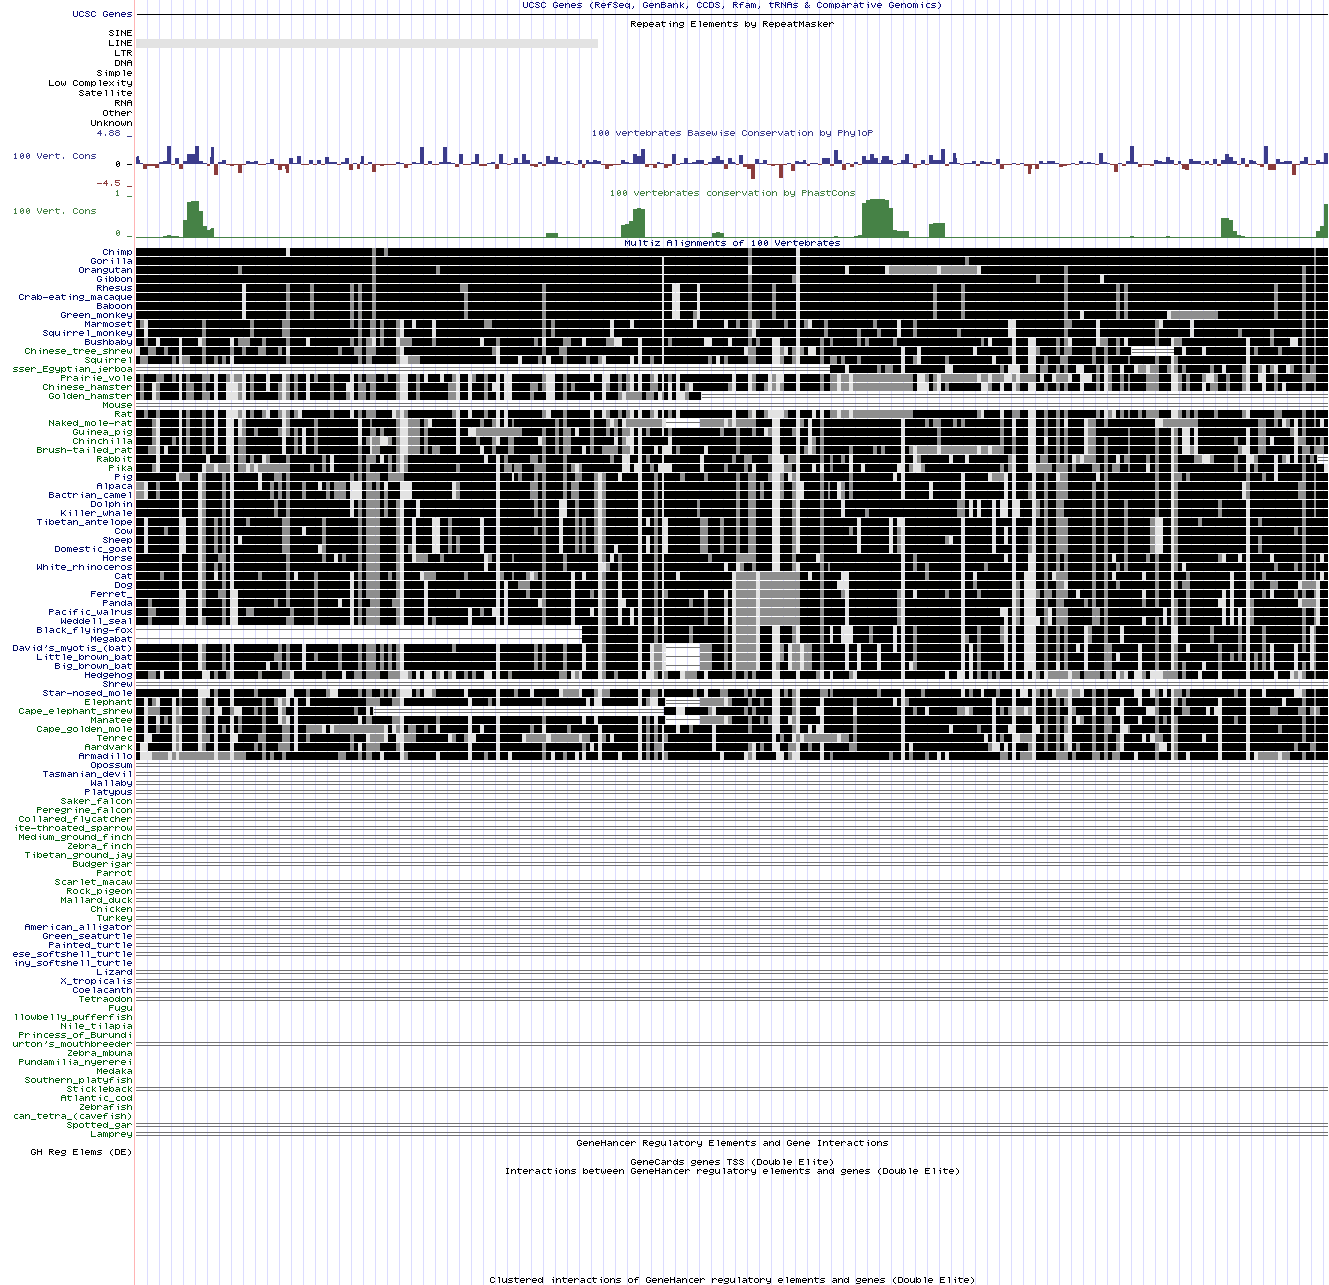 UCSC Genes (RefSeq, GenBank, CCDS, Rfam, tRNAs & Comparative Genomics)
UCSC Genes
Repeating Elements by RepeatMasker
SINE
LINE
LTR
DNA
Simple
Low Complexity
Satellite
RNA
Other
Unknown
4.88 _
100 vertebrates Basewise Conservation by PhyloP
100 Vert. Cons
0 _
-4.5 _
100 vertebrates conservation by PhastCons
1 _
100 Vert. Cons
0 _
Multiz Alignments of 100 Vertebrates
Chimp
Gorilla
Orangutan
Gibbon
Rhesus
Crab-eating_macaque
Baboon
Green_monkey
Marmoset
Squirrel_monkey
Bushbaby
Chinese_tree_shrew
Squirrel
sser_Egyptian_jerboa
Prairie_vole
Chinese_hamster
Golden_hamster
Mouse
Rat
Naked_mole-rat
Guinea_pig
Chinchilla
Brush-tailed_rat
Rabbit
Pika
Pig
Alpaca
Bactrian_camel
Dolphin
Killer_whale
Tibetan_antelope
Cow
Sheep
Domestic_goat
Horse
White_rhinoceros
Cat
Dog
Ferret_
Panda
Pacific_walrus
Weddell_seal
Black_flying-fox
Megabat
David's_myotis_(bat)
Little_brown_bat
Big_brown_bat
Hedgehog
Shrew
Star-nosed_mole
Elephant
Cape_elephant_shrew
Manatee
Cape_golden_mole
Tenrec
Aardvark
Armadillo
Opossum
Tasmanian_devil
Wallaby
Platypus
Saker_falcon
Peregrine_falcon
Collared_flycatcher
ite-throated_sparrow
Medium_ground_finch
Zebra_finch
Tibetan_ground_jay
Budgerigar
Parrot
Scarlet_macaw
Rock_pigeon
Mallard_duck
Chicken
Turkey
American_alligator
Green_seaturtle
Painted_turtle
ese_softshell_turtle
iny_softshell_turtle
Lizard
X_tropicalis
Coelacanth
Tetraodon
Fugu
llowbelly_pufferfish
Nile_tilapia
Princess_of_Burundi
urton's_mouthbreeder
Zebra_mbuna
Pundamilia_nyererei
Medaka
Southern_platyfish
Stickleback
Atlantic_cod
Zebrafish
can_tetra_(cavefish)
Spotted_gar
Lamprey
GeneHancer Regulatory Elements and Gene Interactions
GH Reg Elems (DE)
GeneCards genes TSS (Double Elite)
Interactions between GeneHancer regulatory elements and genes (Double Elite)
Clustered interactions of GeneHancer regulatory elements and genes (Double Elite)